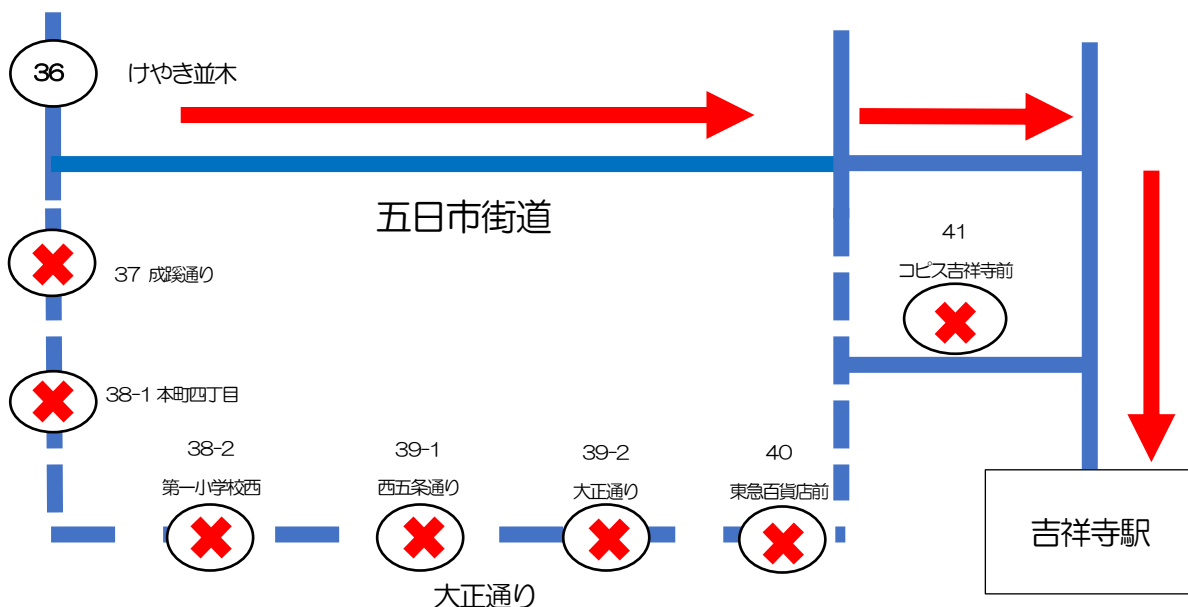 36
けやき並木
五日市街道
41
コピス吉祥寺前
37 成蹊通り
38-1 本町四丁目
38-2
第一小学校西
39-1
西五条通り
39-2
大正通り
40
東急百貨店前
吉祥寺駅
大正通り